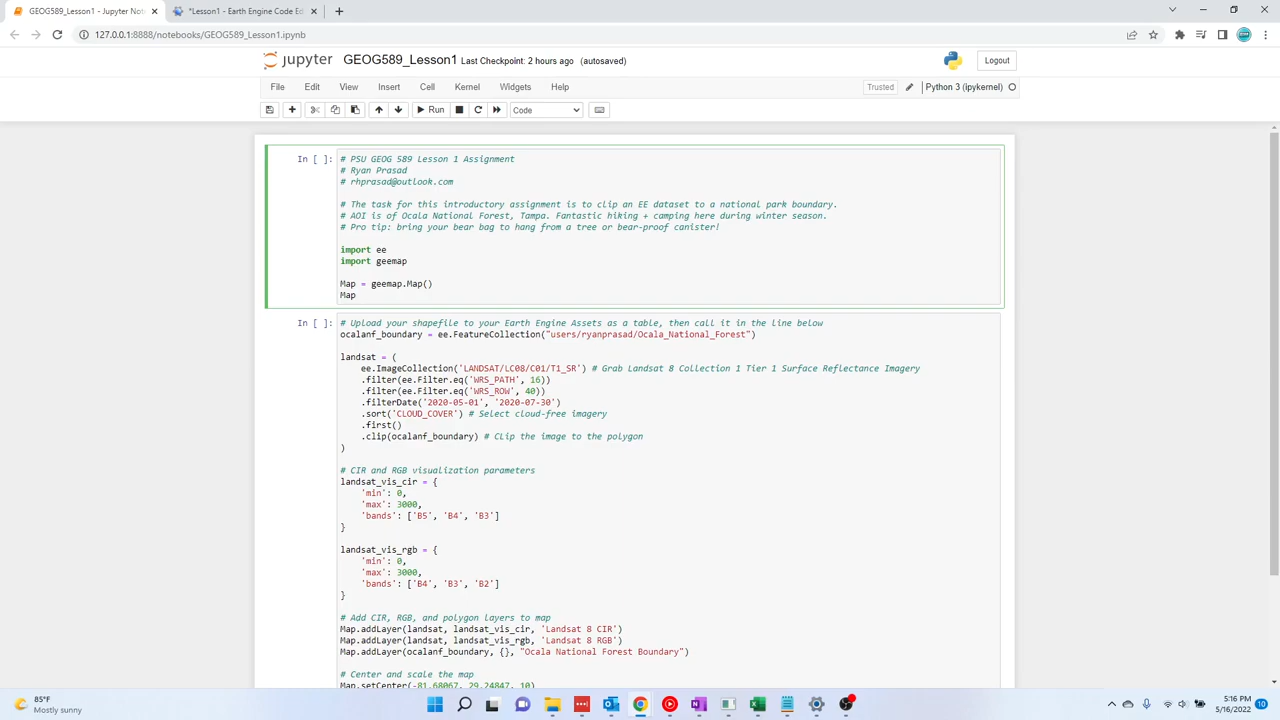 GEOG589_Lesson1 - Jupyter Note
*Lesson1 - Earth Engine Code Ed
127.0.0.1:8888/notebooks/GEOG589_Lesson1.ipynb
jupyter GEOG589_Lesson1 Last Checkpoint: 2 hours ago (autosaved)
Logout
File Edit View Insert Cell Kernel Widgets Help
Trusted Python 3 (ipykernel)
Run Code
In [ ]:
# PSU GEOG 589 Lesson 1 Assignment
# Ryan Prasad
# rhprasad@outlook.com
# The task for this introductory assignment is to clip an EE dataset to a national park boundary.
# AOI is of Ocala National Forest, Tampa. Fantastic hiking + camping here during winter season.
# Pro tip: bring your bear bag to hang from a tree or bear-proof canister!
import ee
import geemap
Map = geemap.Map()
Map
In [ ]:
# Upload your shapefile to your Earth Engine Assets as a table, then call it in the line below
ocalanf_boundary = ee.FeatureCollection("users/ryanprasad/Ocala_National_Forest")
landsat = (
ee.ImageCollection('LANDSAT/LC08/C01/T1_SR') # Grab Landsat 8 Collection 1 Tier 1 Surface Reflectance Imagery
.filter(ee.Filter.eq('WRS_PATH', 16))
.filter(ee.Filter.eq('WRS_ROW', 40))
.filterDate('2020-05-01', '2020-07-30')
.sort('CLOUD_COVER') # Select cloud-free imagery
.first()
.clip(ocalanf_boundary) # CLip the image to the polygon
)
# CIR and RGB visualization parameters
landsat_vis_cir = {
'min': 0,
'max': 3000,
'bands': ['B5', 'B4', 'B3']
}
landsat_vis_rgb = {
'min': 0,
'max': 3000,
'bands': ['B4', 'B3', 'B2']
}
# Add CIR, RGB, and polygon layers to map
Map.addLayer(landsat, landsat_vis_cir, 'Landsat 8 CIR')
Map.addLayer(landsat, landsat_vis_rgb, 'Landsat 8 RGB')
Map.addLayer(ocalanf_boundary, {}, "Ocala National Forest Boundary")
# Center and scale the map
Map.setCenter(-81.68067, 29.24847, 10)
85°F
Mostly sunny
5:16 PM
5/16/2022
10